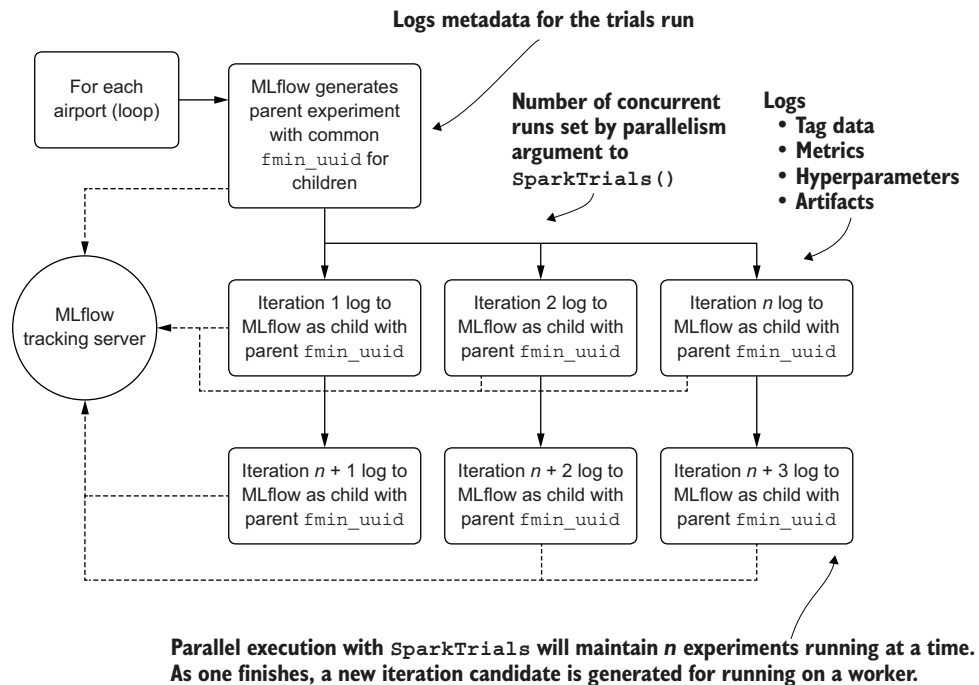 Logs metadata for the trials run
For each
airport (loop)
MLflow generates
parent experiment
with common
fmin_uuid for
children
Number of concurrent
runs set by parallelism
argument to
SparkTrials()
Logs
• Tag data
• Metrics
• Hyperparameters
• Artifacts
MLflow
tracking server
Iteration 1 log to
MLflow as child with
parent fmin_uuid
Iteration 2 log to
MLflow as child with
parent fmin_uuid
Iteration n log to
MLflow as child with
parent fmin_uuid
Iteration n + 1 log to
MLflow as child with
parent fmin_uuid
Iteration n + 2 log to
MLflow as child with
parent fmin_uuid
Iteration n + 3 log to
MLflow as child with
parent fmin_uuid
Parallel execution with SparkTrials will maintain n experiments running at a time.
As one finishes, a new iteration candidate is generated for running on a worker.